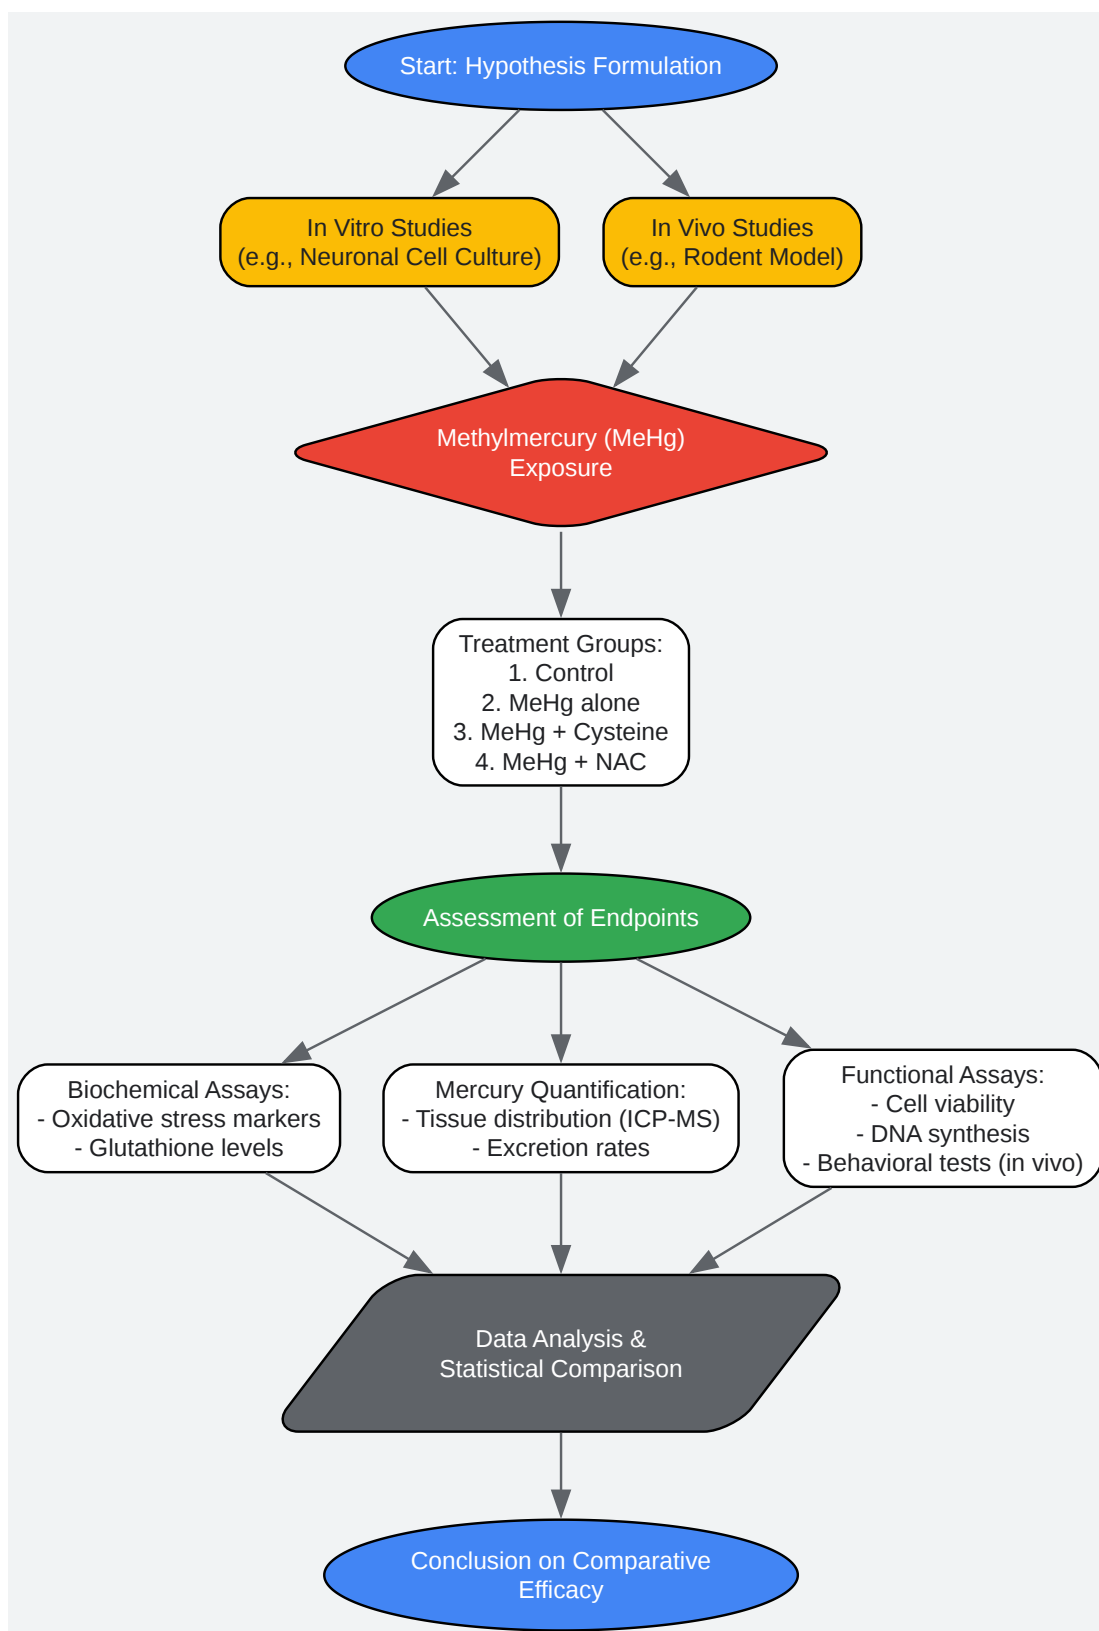 Start: Hypothesis Formulation
In Vitro Studies
(e.g., Neuronal Cell Culture)
In Vivo Studies
(e.g., Rodent Model)
Methylmercury (MeHg)
Exposure
Treatment Groups:
1. Control
2. MeHg alone
3. MeHg + Cysteine
4. MeHg + NAC
Assessment of Endpoints
Biochemical Assays:
- Oxidative stress markers
- Glutathione levels
Mercury Quantification:
- Tissue distribution (ICP-MS)
- Excretion rates
Functional Assays:
- Cell viability
- DNA synthesis
- Behavioral tests (in vivo)
Data Analysis &
Statistical Comparison
Conclusion on Comparative
Efficacy